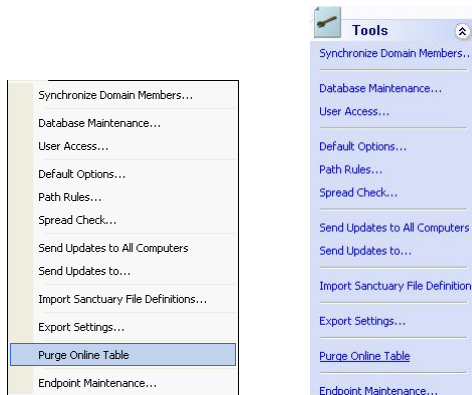 Synchronize Domain Members...
Database Maintenance...
User Access...
Default Options...
Path Rules...
Spread Check...
Send Updates to All Computers
Send Updates to...
Import Sanctuary File Definitions...
Export Settings...
Purge Online Table
Endpoint Maintenance...
Tools
Synchronize Domain Members...
Database Maintenance...
User Access...
Default Options...
Path Rules...
Spread Check...
Send Updates to All Computers
Send Updates to...
Import Sanctuary File Definition
Export Settings...
Purge Online Table
Endpoint Maintenance...